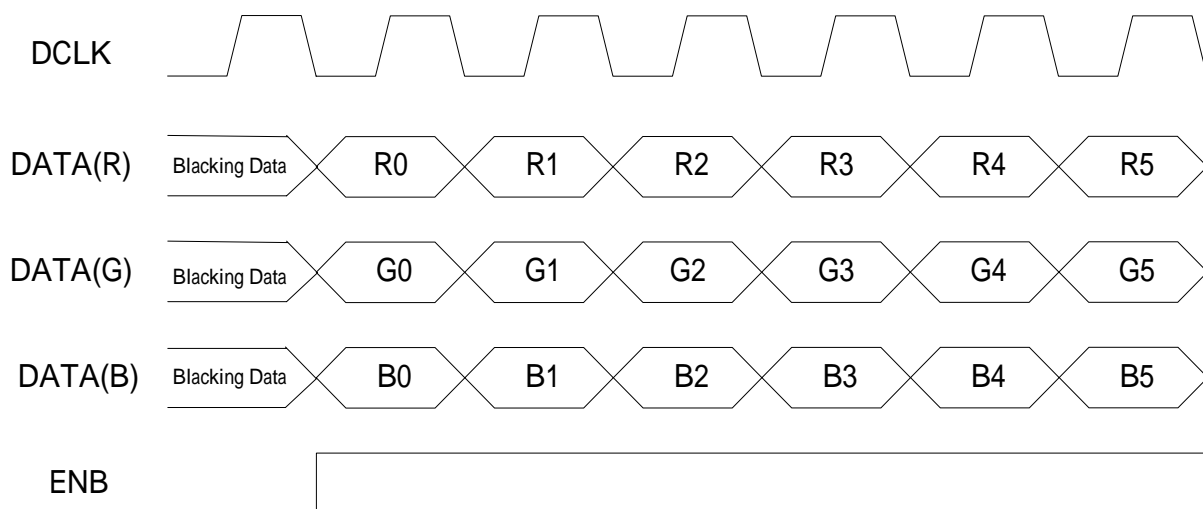 DCLK
DATA(R) Blacking Data R0 R1 R2 R3 R4 R5
DATA(G) Blacking Data G0 G1 G2 G3 G4 G5
DATA(B) Blacking Data B0 B1 B2 B3 B4 B5
ENB